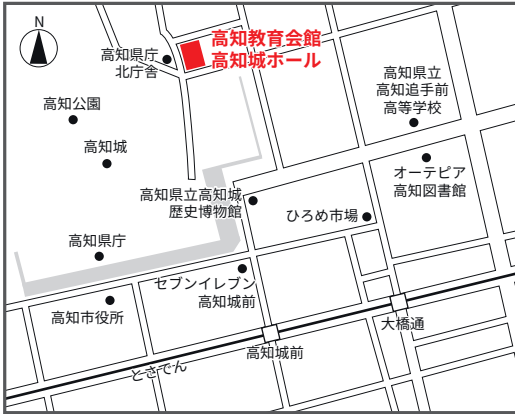 N
高知教育会館
高知城ホール
高知県庁
北庁舎
高知県立
高知追手前
高等学校
高知公園
高知城
オーテピア
高知図書館
高知県立高知城
歴史博物館
ひろめ市場
高知県庁
セブンイレブン
高知城前
高知市役所
大橋通
高知城前
とさでん